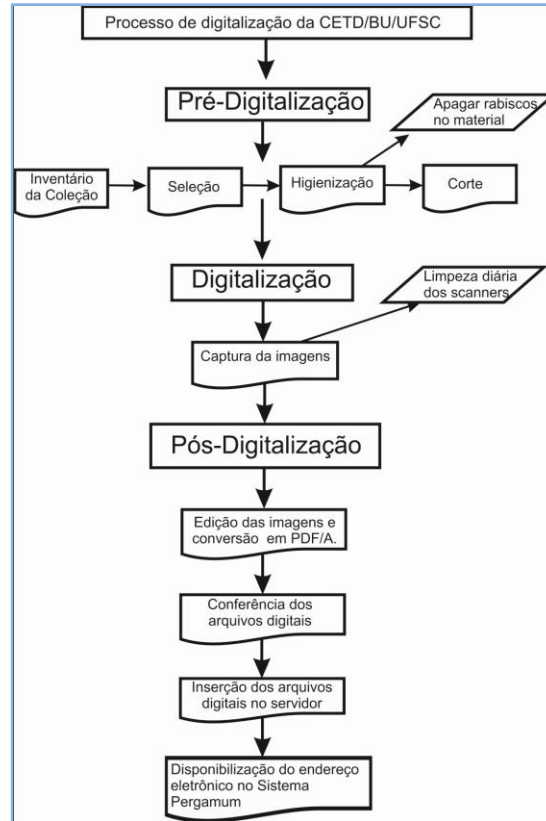 Processo de digitalização da CETD/BU/UFSC
Pré-Digitalização
Apagar rabiscos
no material
Inventário
da Coleção
Seleção
Higienização
Corte
Digitalização
Limpeza diária
dos scanners
Captura da imagens
Pós-Digitalização
Edição das imagens e
conversão em PDF/A.
Conferência dos
arquivos digitais
Inserção dos arquivos
digitais no servidor
Disponibilização do endereço
eletrônico no Sistema
Pergamum